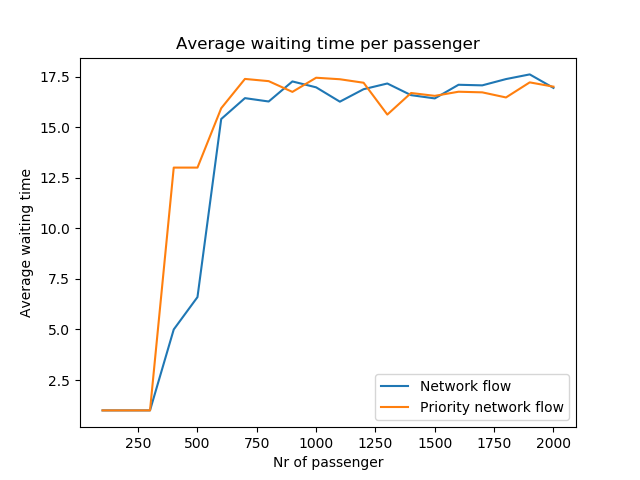 Average waiting time per passenger
Average waiting time
17.5
15.0
12.5
10.0
7.5
5.0
2.5
250 500 750 1000 1250 1500 1750 2000
Nr of passenger
Network flow
Priority network flow